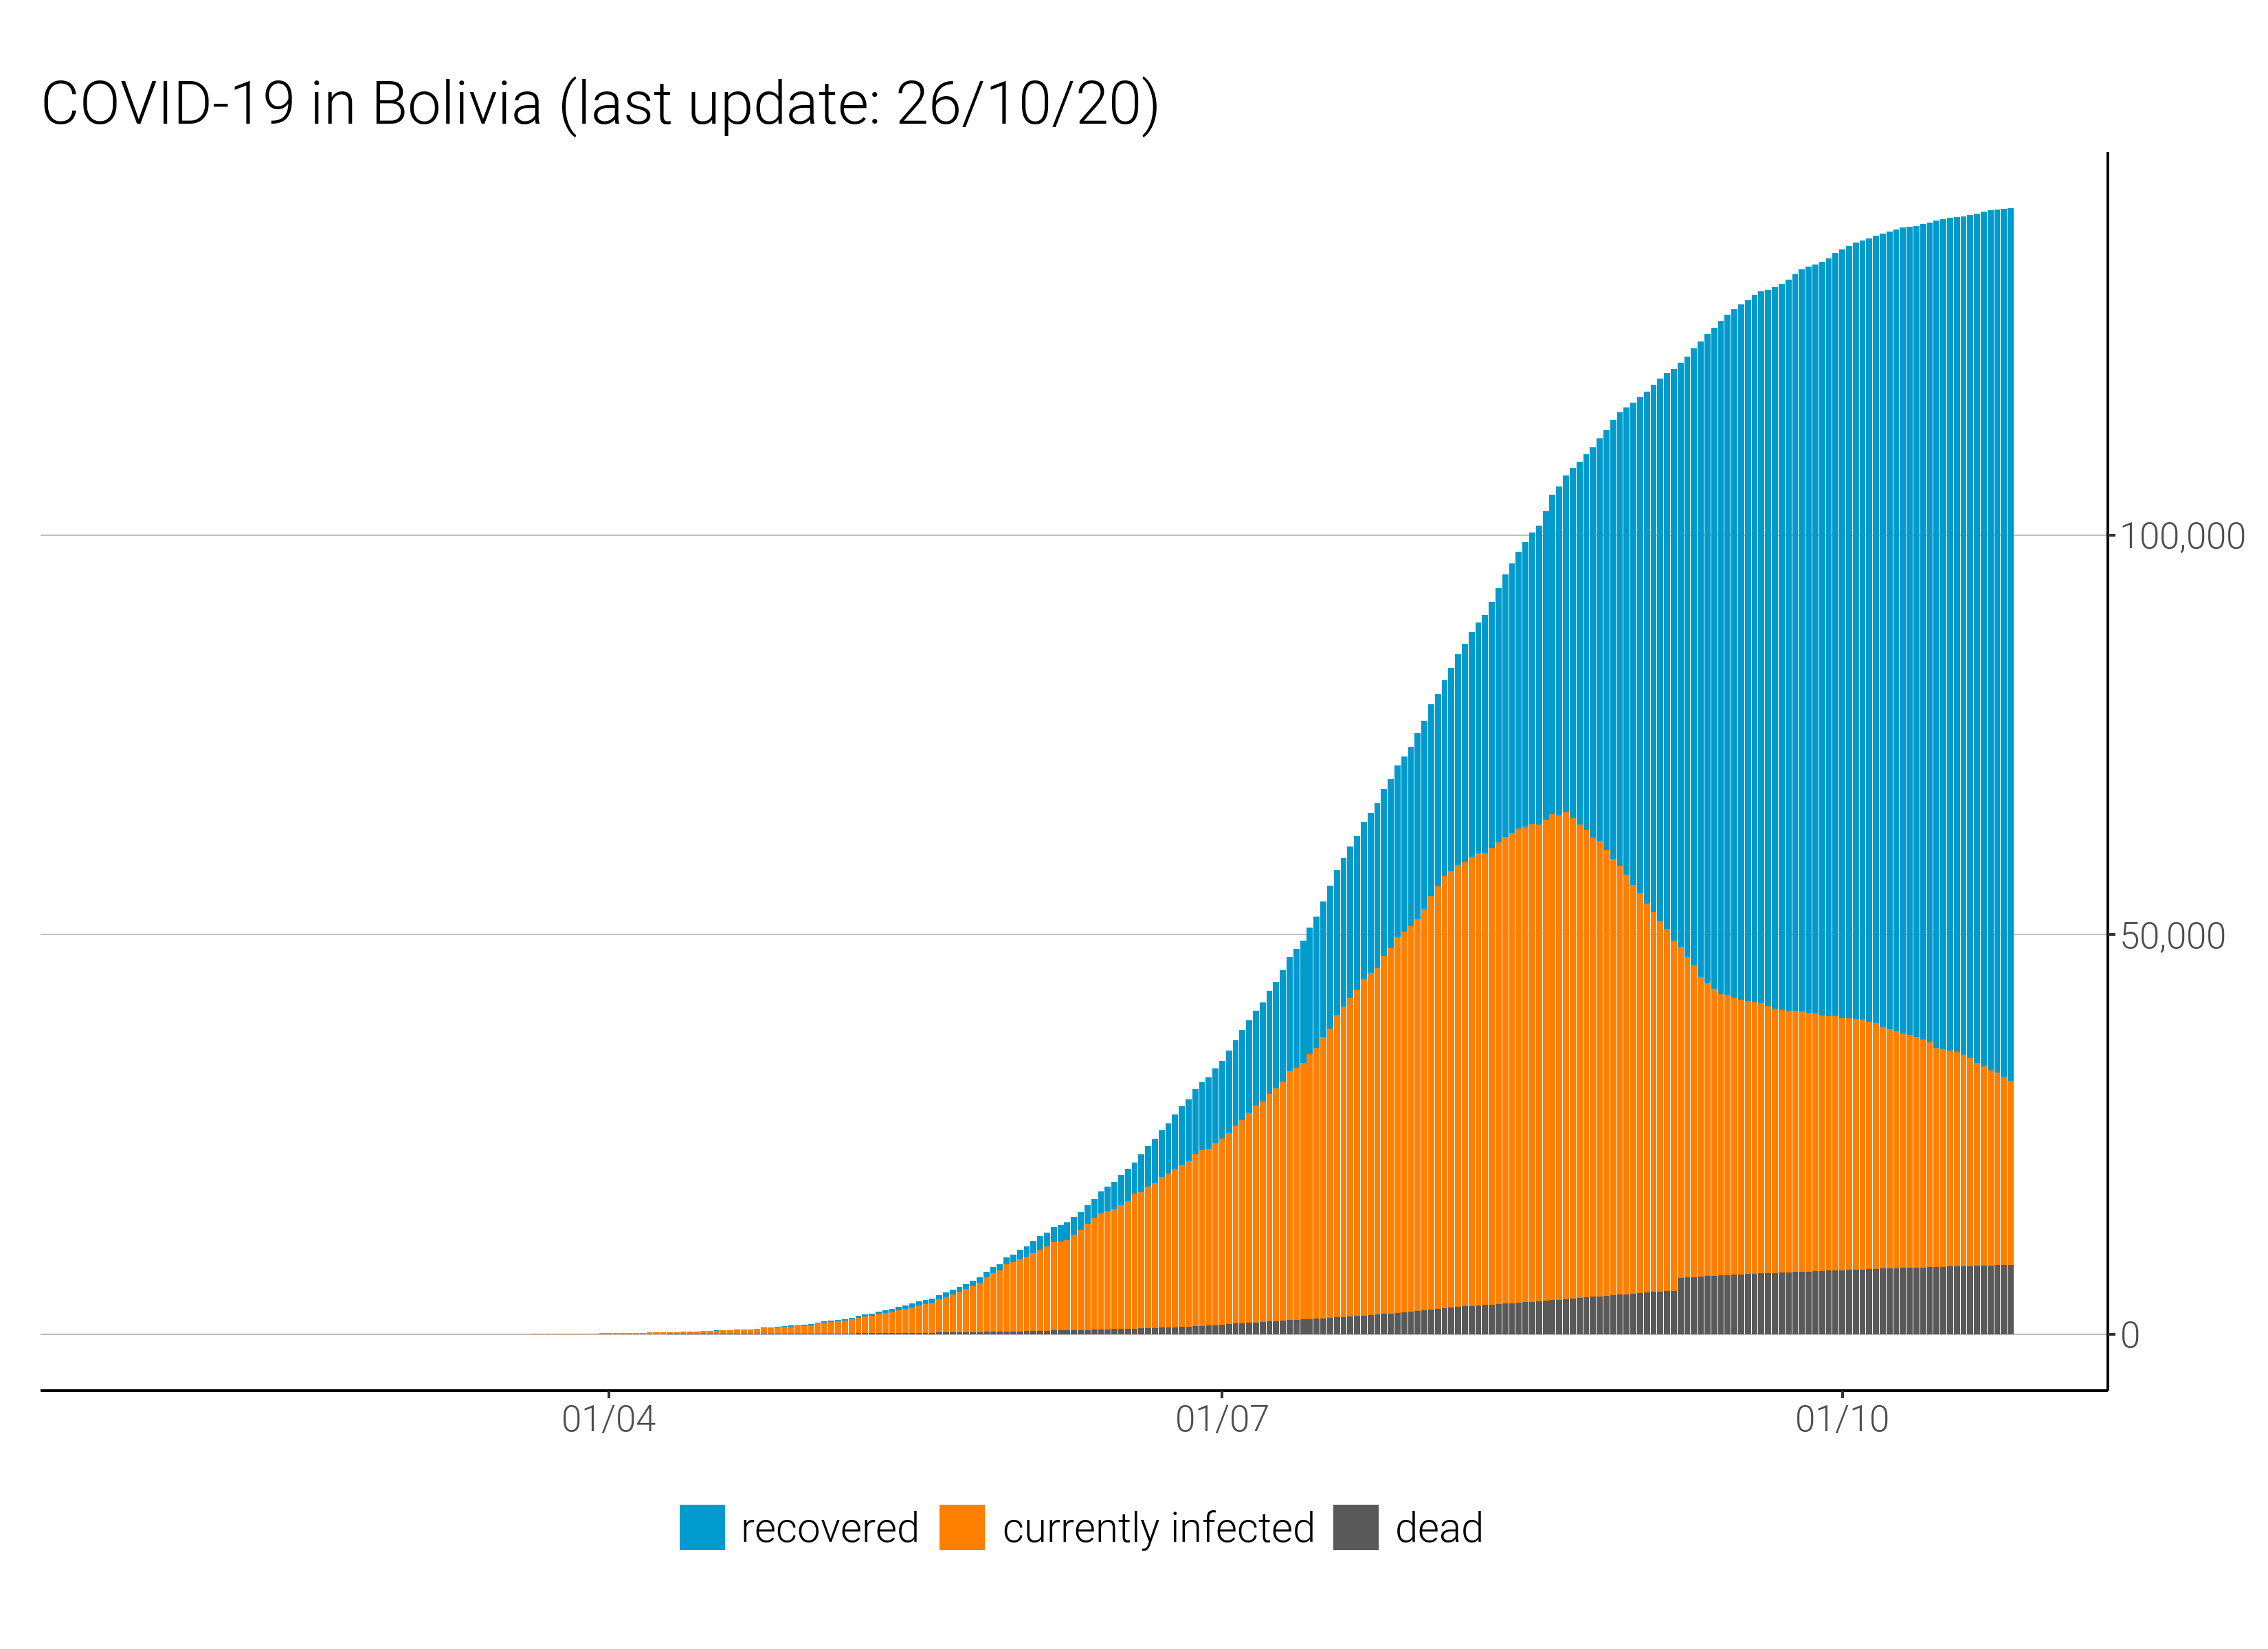 COVID-19 in Bolivia (last update: 26/10/20)
100,000
50,000
0
01/04 01/07 01/10
recovered currently infected dead